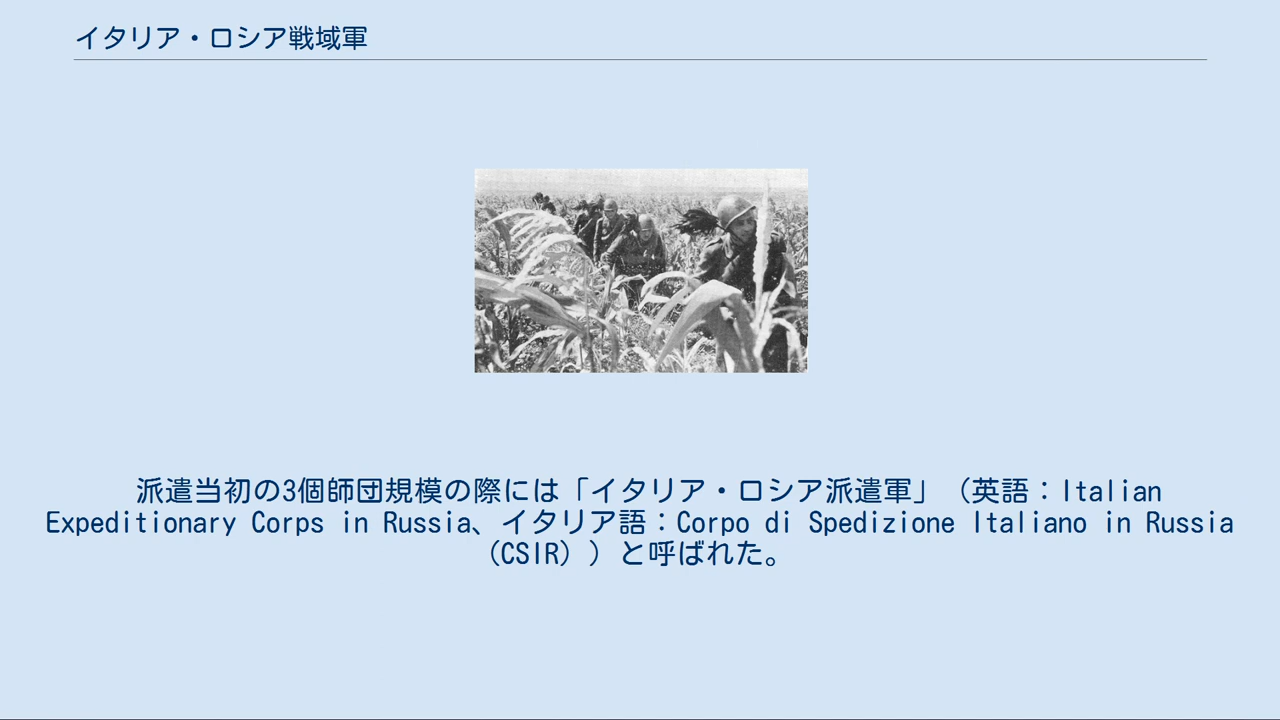 イタリア・ロシア戦域軍
派遣当初の3個師団規模の際には「イタリア・ロシア派遣軍」（英語：Italian
Expeditionary Corps in Russia、イタリア語：Corpo di Spedizione Italiano in Russia
（CSIR））と呼ばれた。